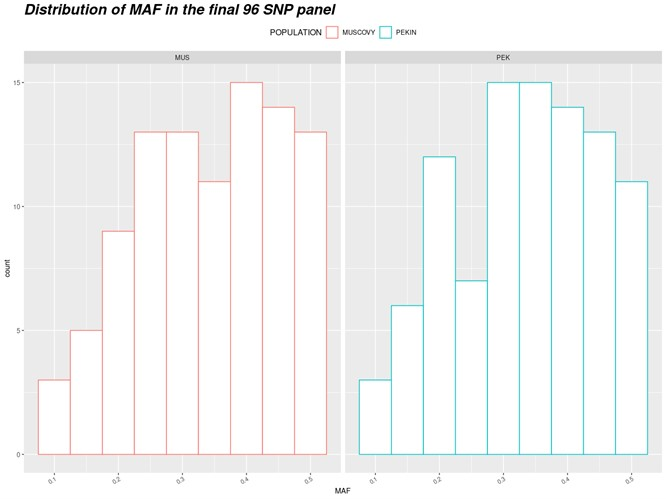 Distribution of MAF in the final 96 SNP panel
POPULATION MUSCOVY PEKIN
MUS PEK
15
10
5
0
count
0.1 0.2 0.3 0.4 0.5 0.1 0.2 0.3 0.4 0.5
MAF